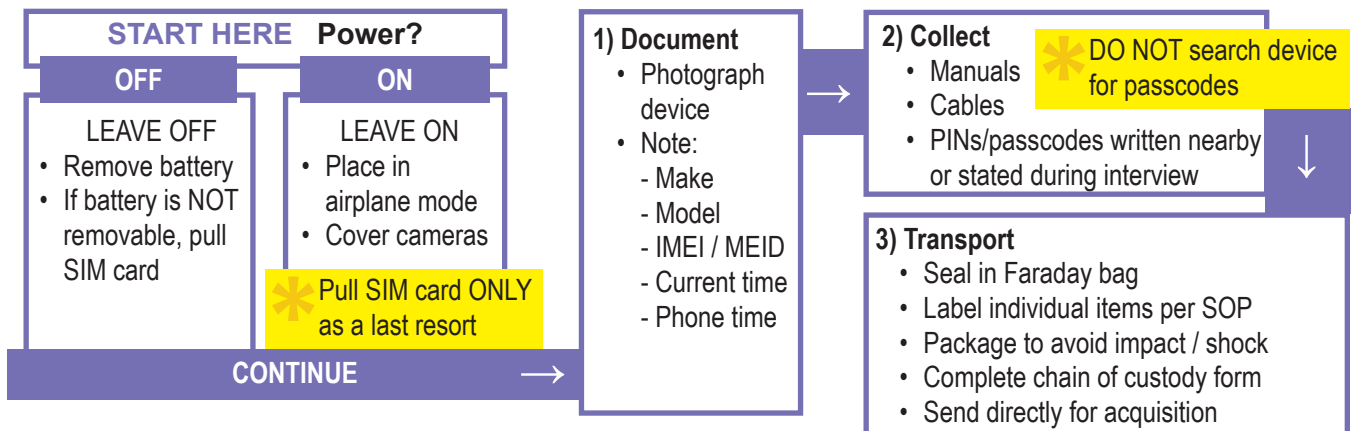 START HERE Power?
OFF
LEAVE OFF
• Remove battery
• If battery is NOT
removable, pull
SIM card
ON
LEAVE ON
• Place in
airplane mode
• Cover cameras
* Pull SIM card ONLY
as a last resort
CONTINUE →
1) Document
• Photograph
device
• Note:
- Make
- Model
- IMEI / MEID
- Current time
- Phone time
→
2) Collect
• Manuals
• Cables
• PINs/passcodes written nearby
or stated during interview
* DO NOT search device
for passcodes
↓
3) Transport
• Seal in Faraday bag
• Label individual items per SOP
• Package to avoid impact / shock
• Complete chain of custody form
• Send directly for acquisition